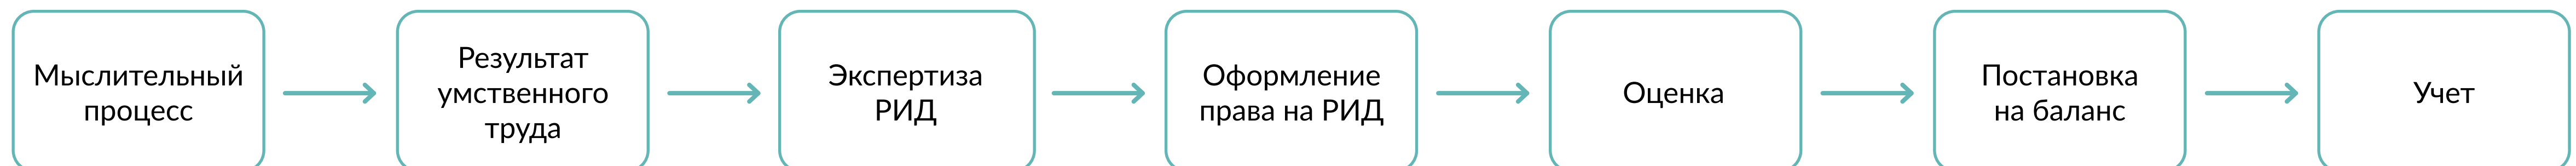 Мыслительный
процесс
Результат
умственного
труда
Экспертиза
РИД
Оформление
права на РИД
Оценка
Постановка
на баланс
Учет